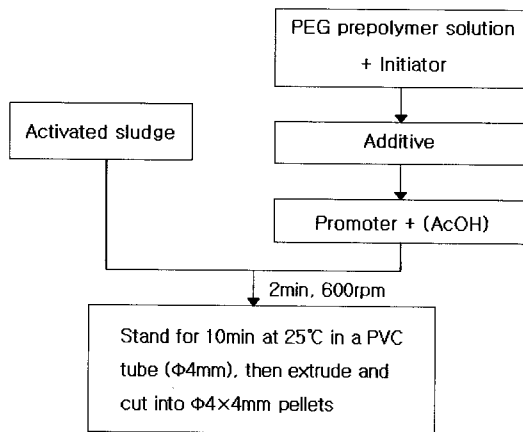 PEG prepolymer solution
+ Initiator
Activated sludge
Additive
Promoter + (AcOH)
2min, 600rpm
Stand for 10min at 25℃ in a PVC
tube (Φ4mm), then extrude and
cut into Φ4×4mm pellets